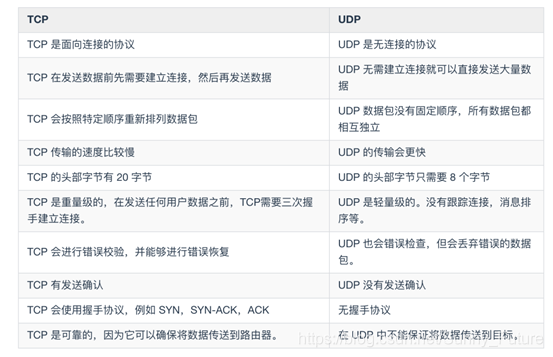 TCP UDP
TCP 是面向连接的协议 UDP 是无连接的协议
TCP 在发送数据前先需要建立连接，然后再发送数据 UDP 无需建立连接就可以直接发送大量数
据
TCP 会按照特定顺序重新排列数据包 UDP 数据包没有固定顺序，所有数据包都
相互独立
TCP 传输的速度比较慢 UDP 的传输会更快
TCP 的头部字节有 20 字节 UDP 的头部字节只需要 8 个字节
TCP 是重量级的，在发送任何用户数据之前，TCP需要三次握 UDP 是轻量级的。没有跟踪连接，消息排
手建立连接。 序等。
TCP 会进行错误校验，并能够进行错误恢复 UDP 也会错误检查，但会丢弃错误的数据
包。
TCP 有发送确认 UDP 没有发送确认
TCP 会使用握手协议，例如 SYN，SYN-ACK，ACK 无握手协议
TCP 是可靠的，因为它可以确保将数据传送到路由器。 在 UDP 中不能保证将数据传送到目标。